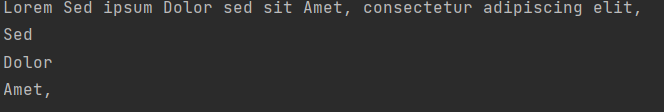 Lorem Sed ipsum Dolor sed sit Amet, consectetur adipiscing elit,
Sed
Dolor
Amet,